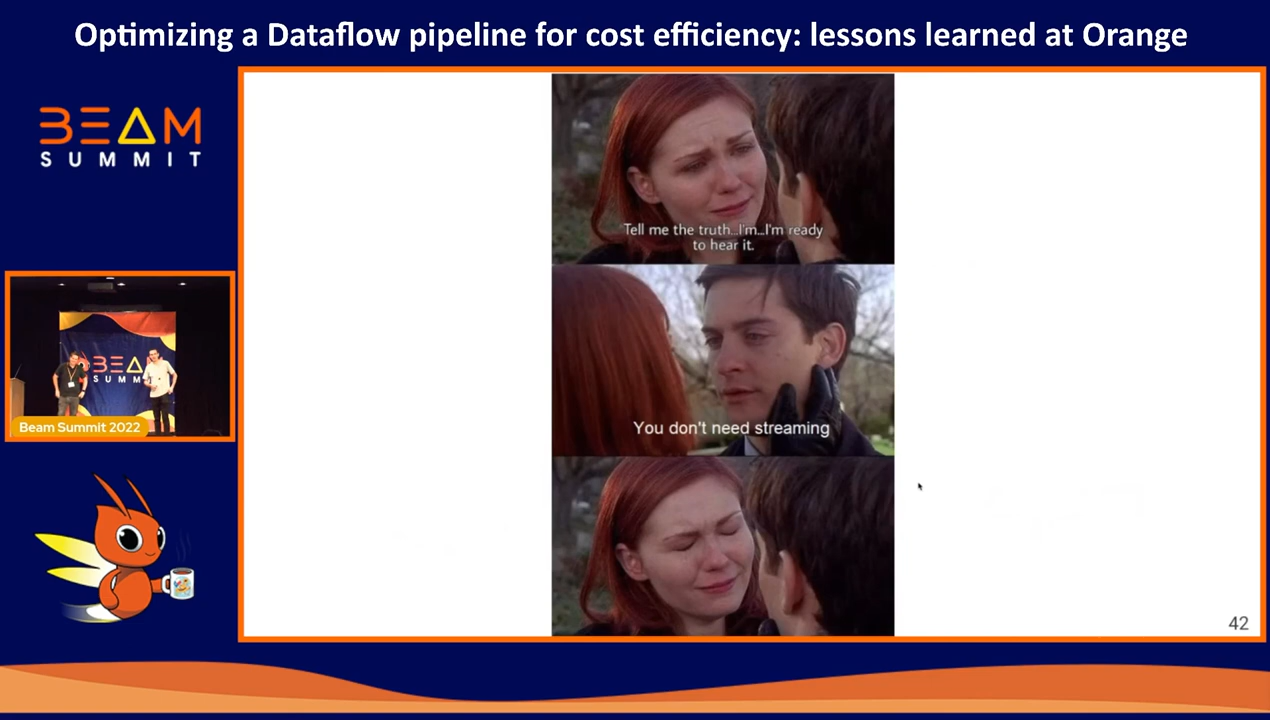 Optimizing a Dataflow pipeline for cost efficiency: lessons learned at Orange
BEAM
SUMMIT
Tell me the truth...I'm...I'm ready
to hear it.
You don't need streaming
BEAM
SUMM
Beam Summit 2022
42